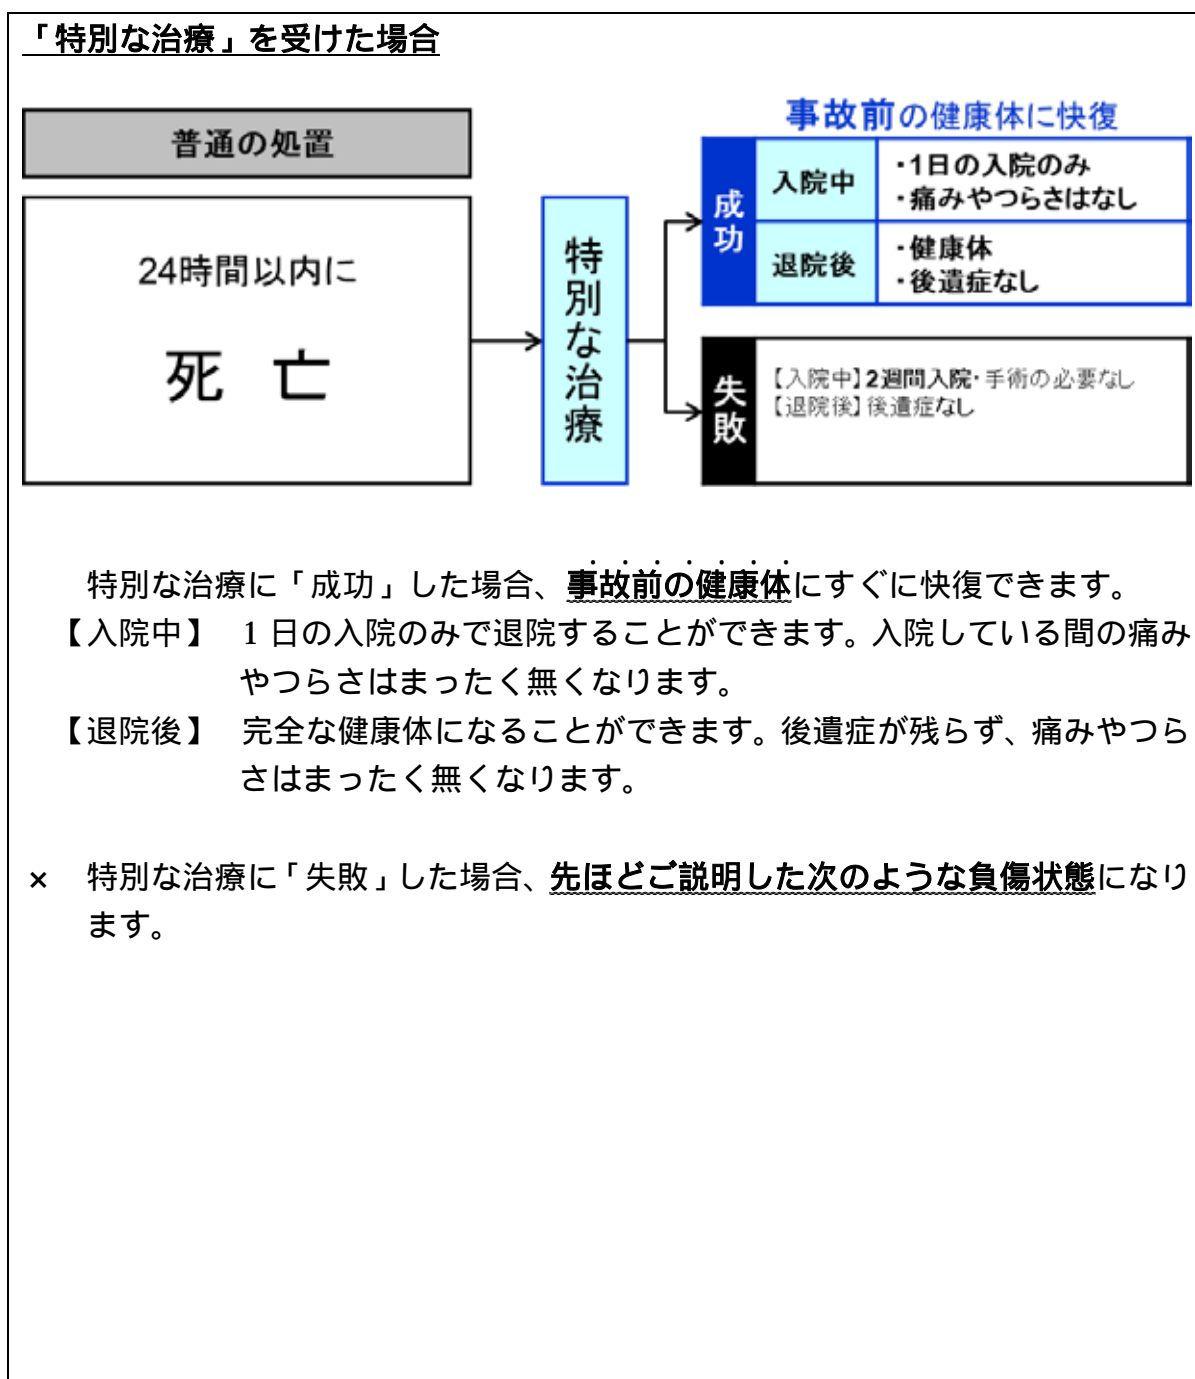 「特別な治療」を受けた場合
普通の処置
24時間以内に
死 亡
特別な治療
事故前の健康体に快復
成功
入院中
・1日の入院のみ
・痛みやつらさはなし
退院後
・健康体
・後遺症なし
失敗
【入院中】2週間入院・手術の必要なし
【退院後】後遺症なし
特別な治療に「成功」した場合、事故前の健康体にすぐに快復できます。
【入院中】 1 日の入院のみで退院することができます。入院している間の痛み
やつらさはまったく無くなります。
【退院後】 完全な健康体になることができます。後遺症が残らず、痛みやつら
さはまったく無くなります。
× 特別な治療に「失敗」した場合、先ほどご説明した次のような負傷状態になり
ます。